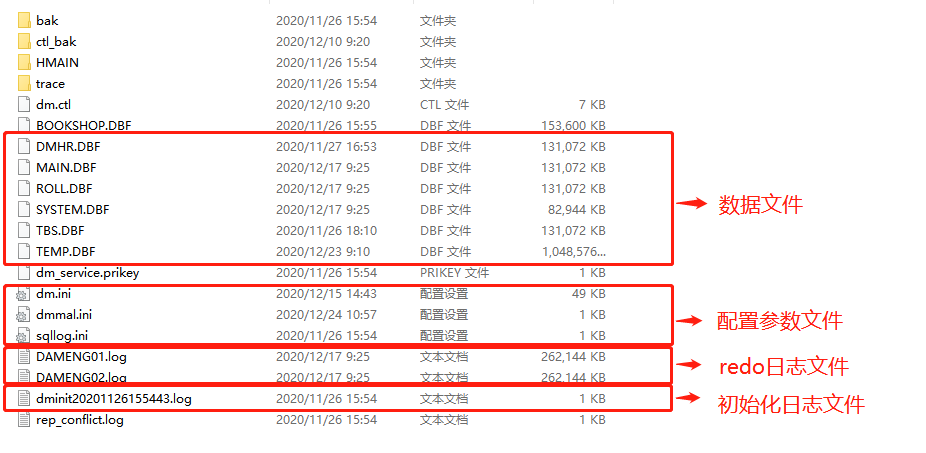 bak 2020/11/26 15:54 文件夹
ctl_bak 2020/12/10 9:20 文件夹
HMAIN 2020/11/26 15:54 文件夹
trace 2020/11/26 15:54 文件夹
dm.ctl 2020/12/10 9:20 CTL 文件 7 KB
BOOKSHOP.DBF 2020/11/26 15:55 DBF 文件 153,600 KB
DMHR.DBF 2020/11/27 16:53 DBF 文件 131,072 KB
MAIN.DBF 2020/12/17 9:25 DBF 文件 131,072 KB
ROLL.DBF 2020/12/17 9:25 DBF 文件 131,072 KB
数据文件
SYSTEM.DBF 2020/12/17 9:25 DBF 文件 82,944 KB
TBS.DBF 2020/11/26 18:10 DBF 文件 131,072 KB
TEMP.DBF 2020/12/23 9:10 DBF 文件 1,048,576...
dm_service.prikey 2020/11/26 15:54 PRIKEY 文件 1 KB
dm.ini 2020/12/15 14:43 配置设置 49 KB
dmmal.ini 2020/12/24 10:57 配置设置 1 KB
配置参数文件
sqllog.ini 2020/11/26 15:54 配置设置 1 KB
DAMENG01.log 2020/12/17 9:25 文本文档 262,144 KB
redo日志文件
DAMENG02.log 2020/12/17 9:25 文本文档 262,144 KB
dminit20201126155443.log 2020/11/26 15:54 文本文档 1 KB
初始化日志文件
rep_conflict.log 2020/11/26 15:54 文本文档 1 KB